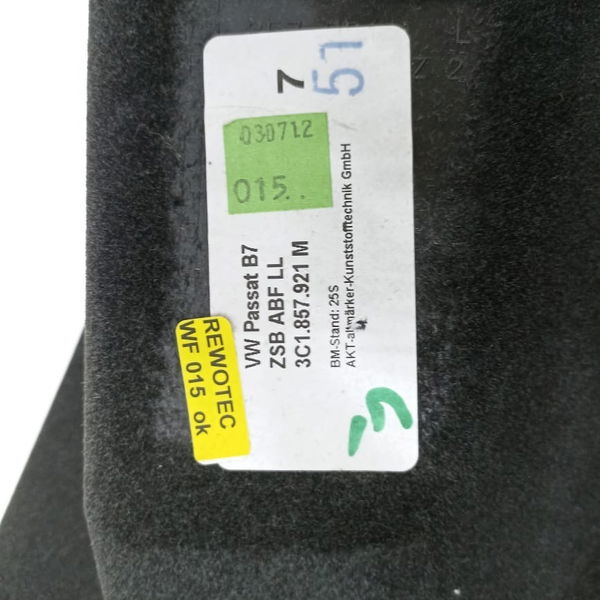 7
51
030712
015..
VW Passat B7
ZSB ABF LL
3C1.857.921 M
BM-Stand: 25S
AKT-altmärker-Kunststofftechnik GmbH
REWOTEC
WF 015 ok